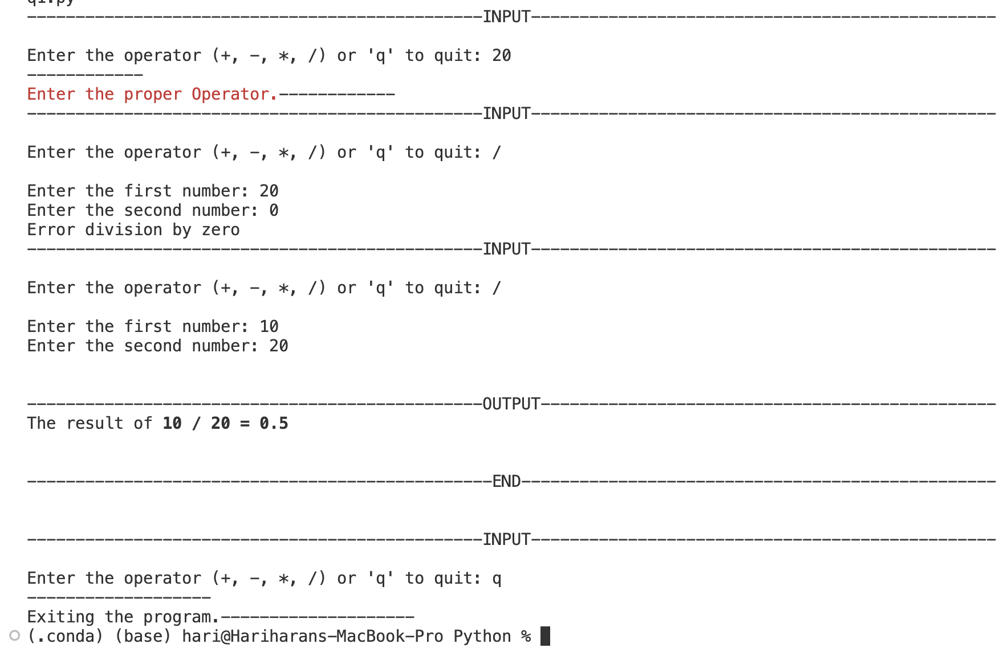 q1.py
-----------------------------------------------INPUT------------------------------------------------
Enter the operator (+, -, *, /) or 'q' to quit: 20
------------
Enter the proper Operator.------------
-----------------------------------------------INPUT------------------------------------------------
Enter the operator (+, -, *, /) or 'q' to quit: /
Enter the first number: 20
Enter the second number: 0
Error division by zero
-----------------------------------------------INPUT------------------------------------------------
Enter the operator (+, -, *, /) or 'q' to quit: /
Enter the first number: 10
Enter the second number: 20
-----------------------------------------------OUTPUT-----------------------------------------------
The result of 10 / 20 = 0.5
------------------------------------------------END-------------------------------------------------
-----------------------------------------------INPUT------------------------------------------------
Enter the operator (+, -, *, /) or 'q' to quit: q
-------------------
Exiting the program.--------------------
(.conda) (base) hari@Hariharans-MacBook-Pro Python %